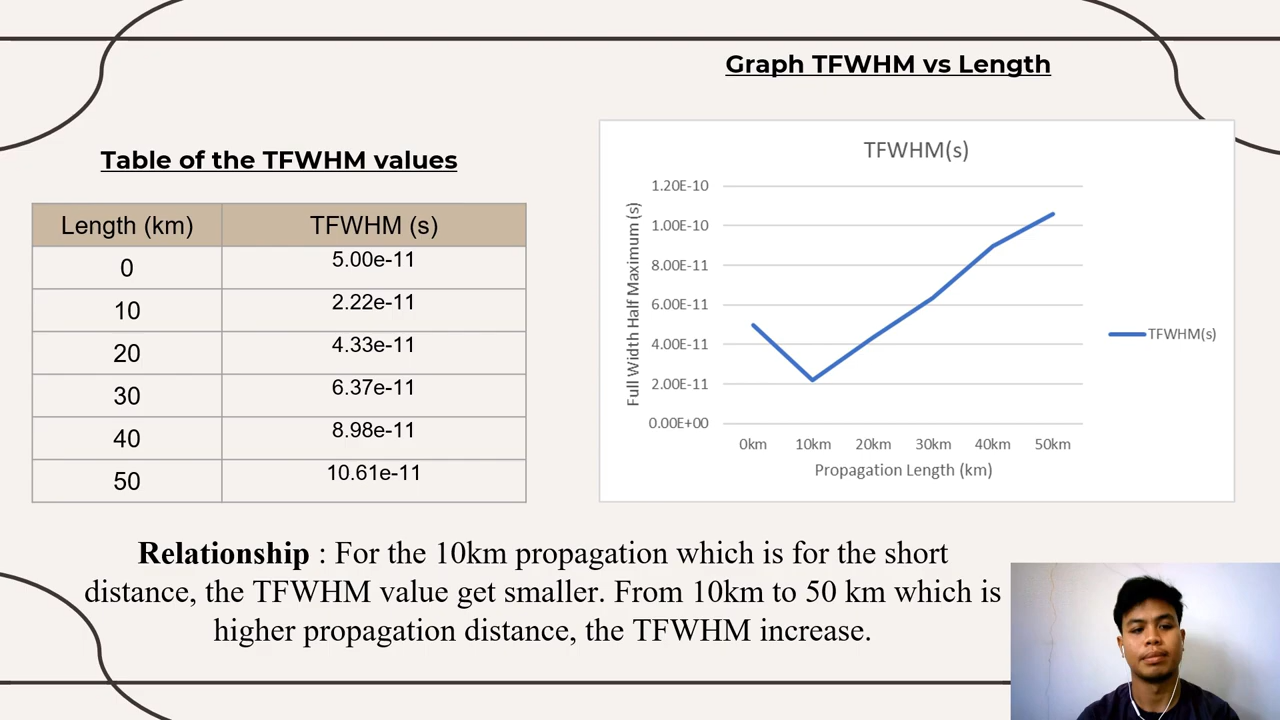 Graph TFWHM vs Length
Table of the TFWHM values
Length (km) TFWHM (s)
0 5.00e-11
10 2.22e-11
20 4.33e-11
30 6.37e-11
40 8.98e-11
50 10.61e-11
TFWHM(s)
Full Width Half Maximum (s)
1.20E-10
1.00E-10
8.00E-11
6.00E-11
4.00E-11
2.00E-11
0.00E+00
0km 10km 20km 30km 40km 50km
Propagation Length (km)
TFWHM(s)
Relationship : For the 10km propagation which is for the short
distance, the TFWHM value get smaller. From 10km to 50 km which is
higher propagation distance, the TFWHM increase.